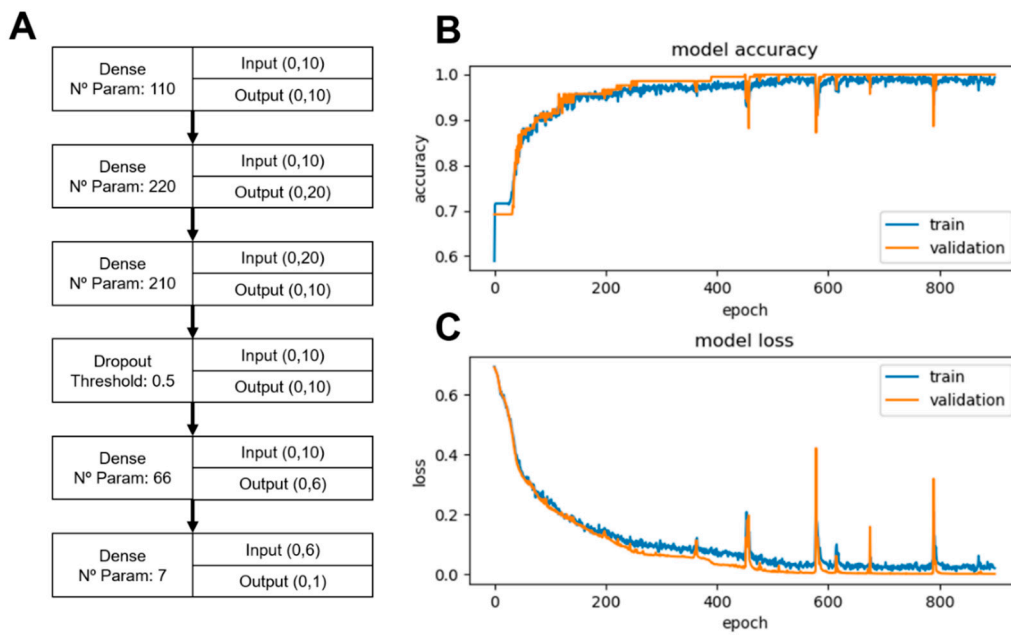 A
Dense
Nº Param: 110
Input (0,10)
Output (0,10)
Dense
Nº Param: 220
Input (0,10)
Output (0,20)
Dense
Nº Param: 210
Input (0,20)
Output (0,10)
Dropout
Threshold: 0.5
Input (0,10)
Output (0,10)
Dense
Nº Param: 66
Input (0,10)
Output (0,6)
Dense
Nº Param: 7
Input (0,6)
Output (0,1)
B
model accuracy
accuracy
1.0
0.9
0.8
0.7
0.6
train
validation
0
200
400
600
800
epoch
C
model loss
loss
0.6
0.4
0.2
0.0
train
validation
0
200
400
600
800
epoch